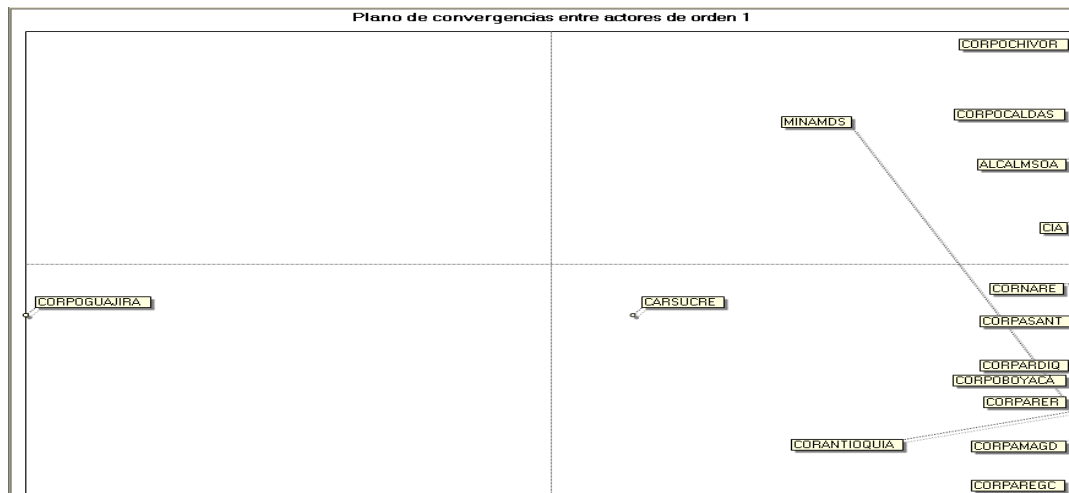 Plano de convergencias entre actores de orden 1
CORPOCHIVOR
CORPOCALDAS
MINAMDS
ALCALMSOA
CIA
CORNARE
CORPOGUAJIRA
CARSUCRE
CORPASANT
CORPARDIQ
CORPOBOYACÁ
CORPARER
CORANTIOQUIA
CORPAMAGD
CORPAREGC